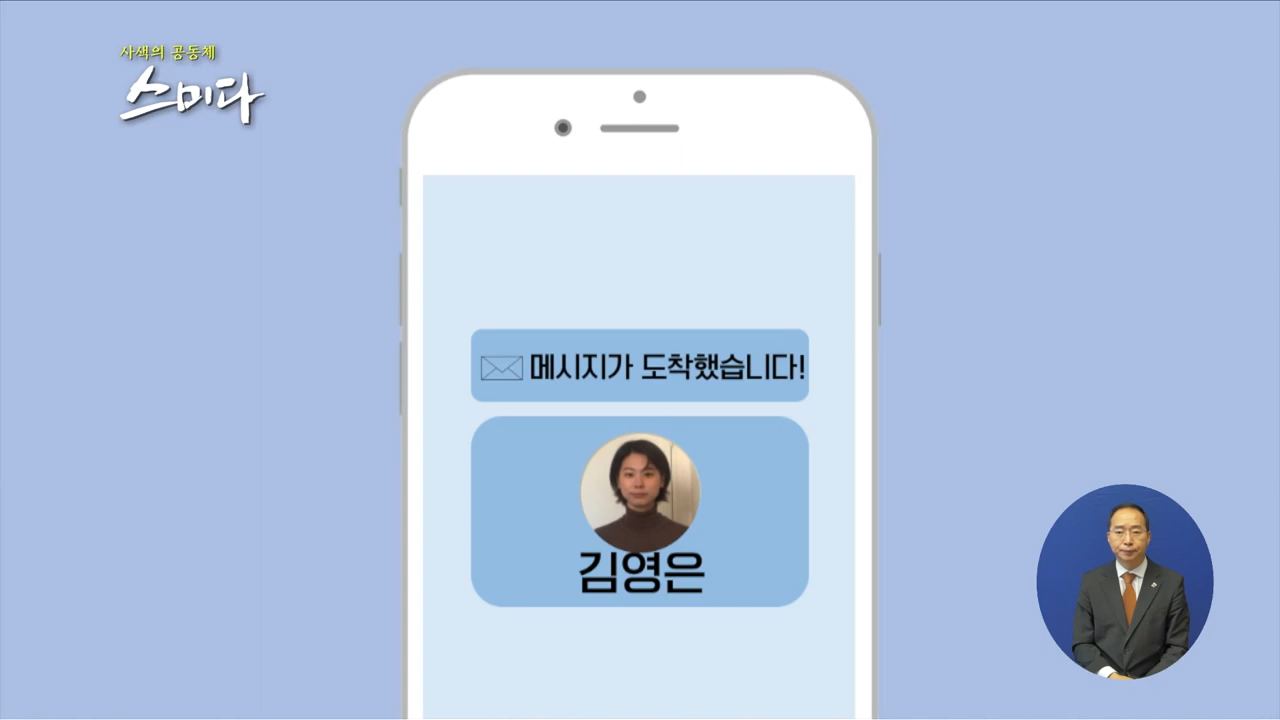 사색의 공동체
스미다
메시지가 도착했습니다!
김영은